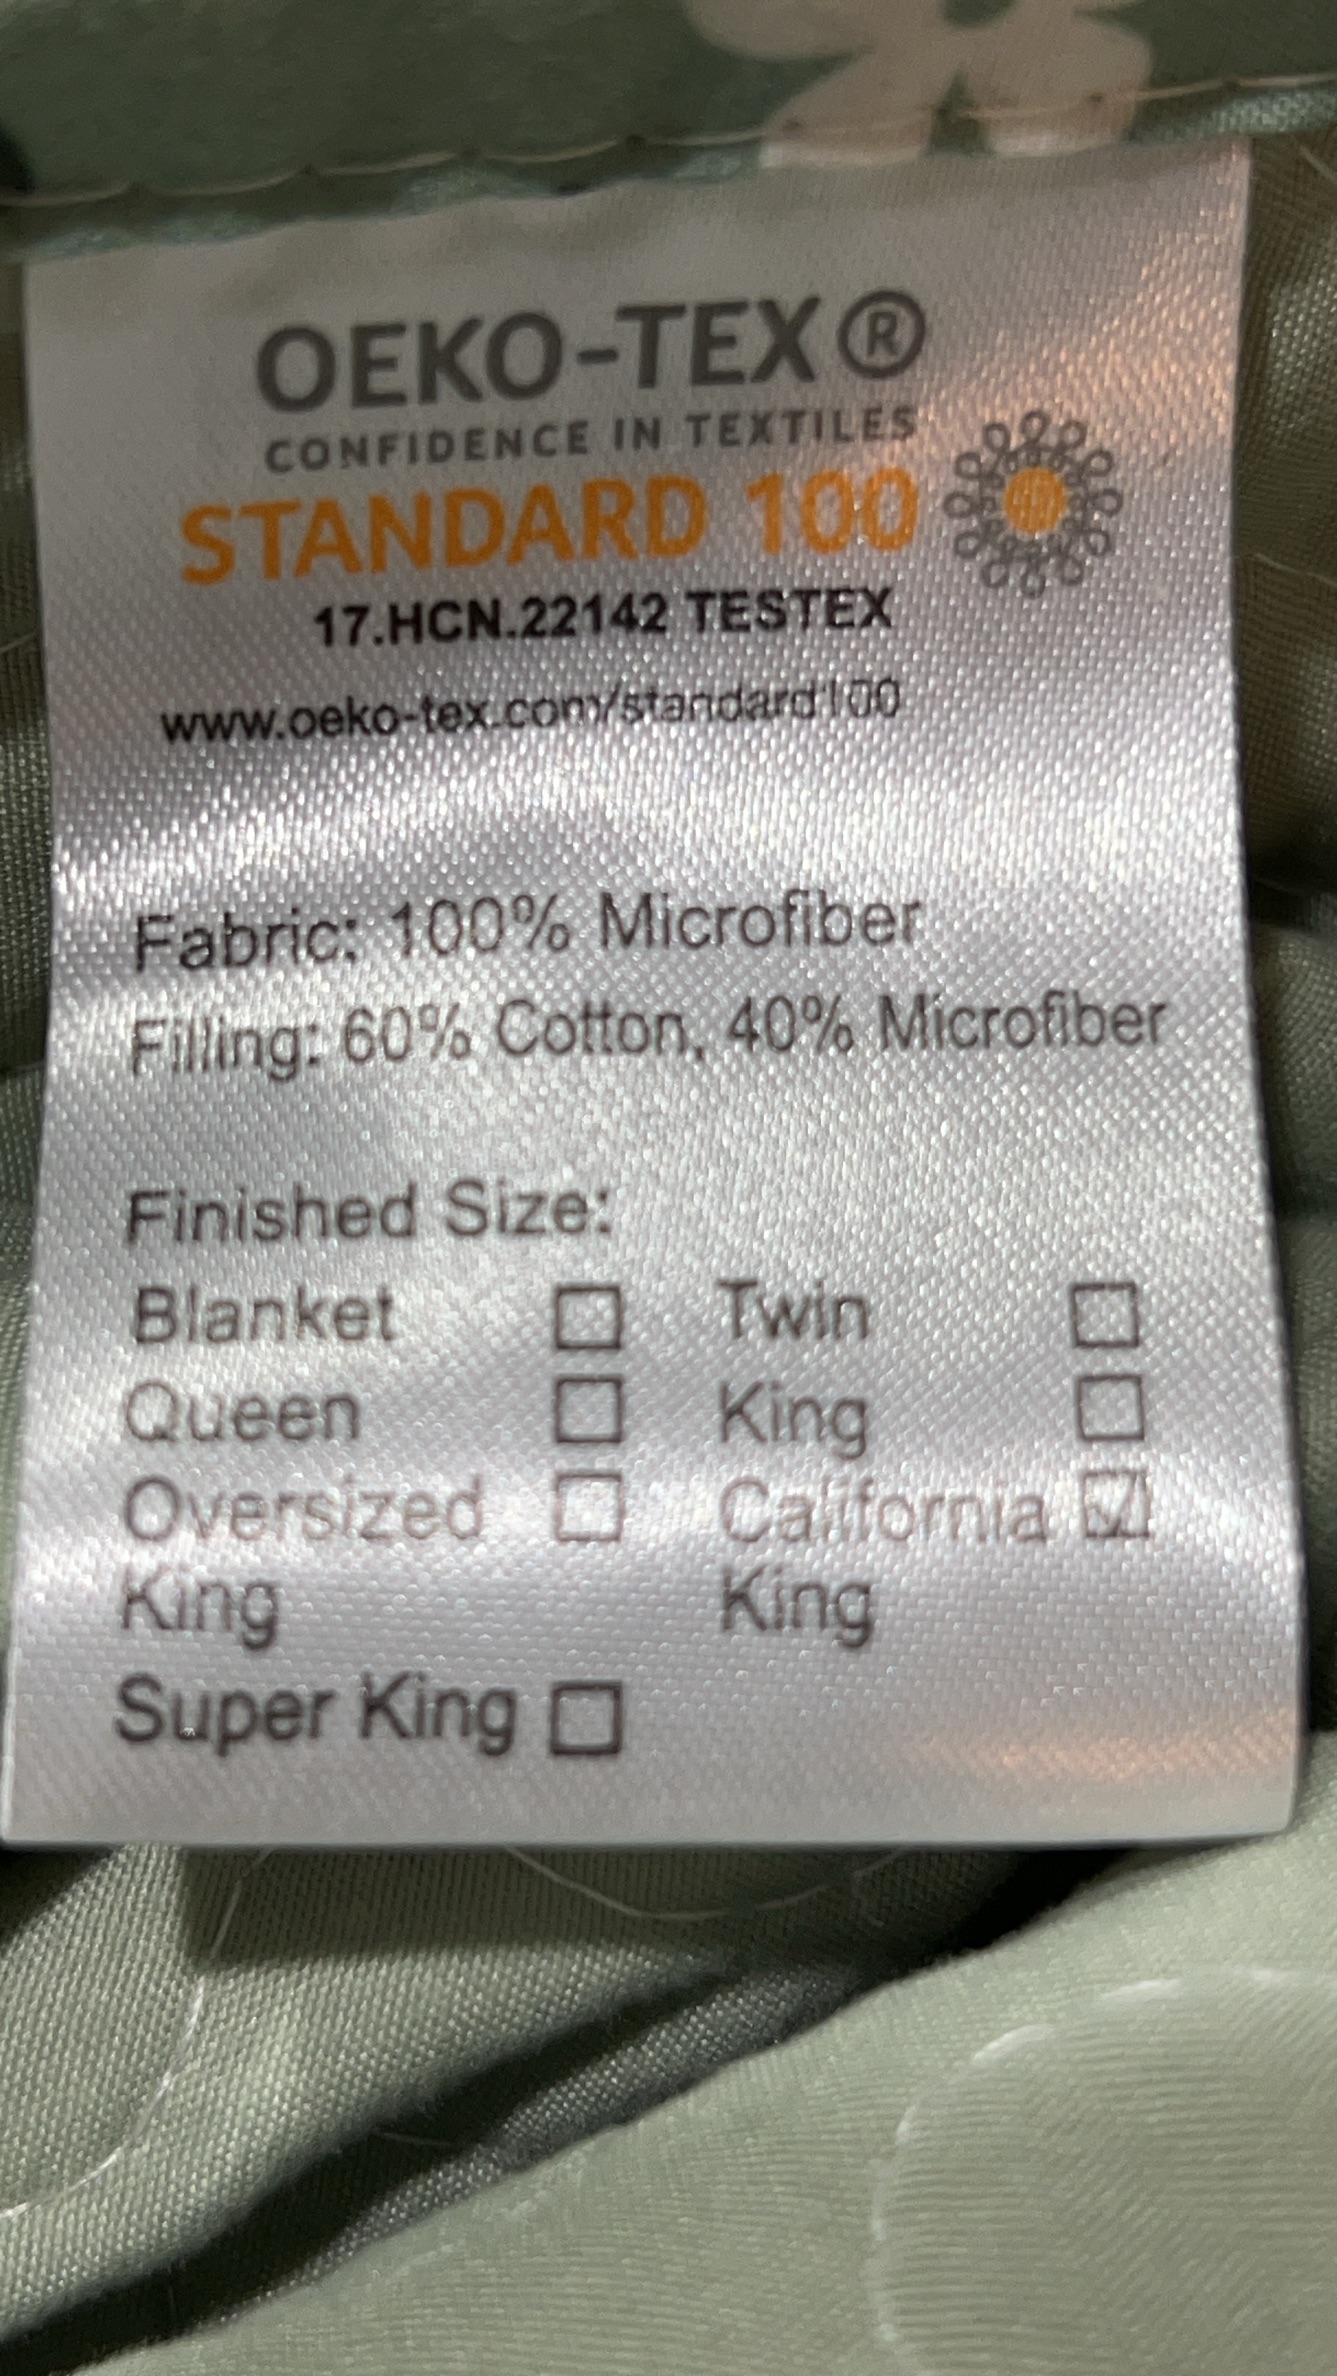 OEKO-TEX®
CONFIDENCE IN TEXTILES
STANDARD 100
17.HCN.22142 TESTEX
www.oeko-tex.com/standard100
Fabric: 100% Microfiber
Filling: 60% Cotton, 40% Microfiber
Finished Size:
Blanket ☐ Twin ☐
Queen ☐ King ☐
Oversized ☐ California ☑
King King
Super King ☐